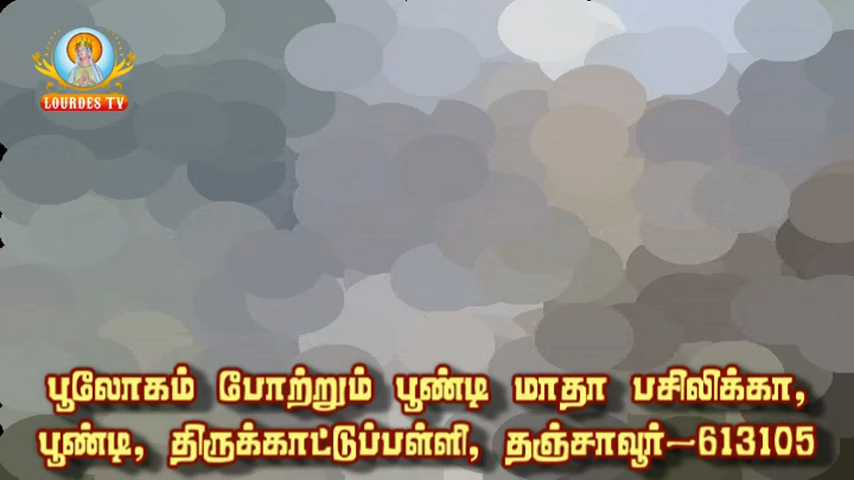 LOURDES TV
பூலோகம் போற்றும் பூண்டி மாதா பசிலிக்கா,
பூண்டி, திருக்காட்டுப்பள்ளி, தஞ்சாவூர்-613105